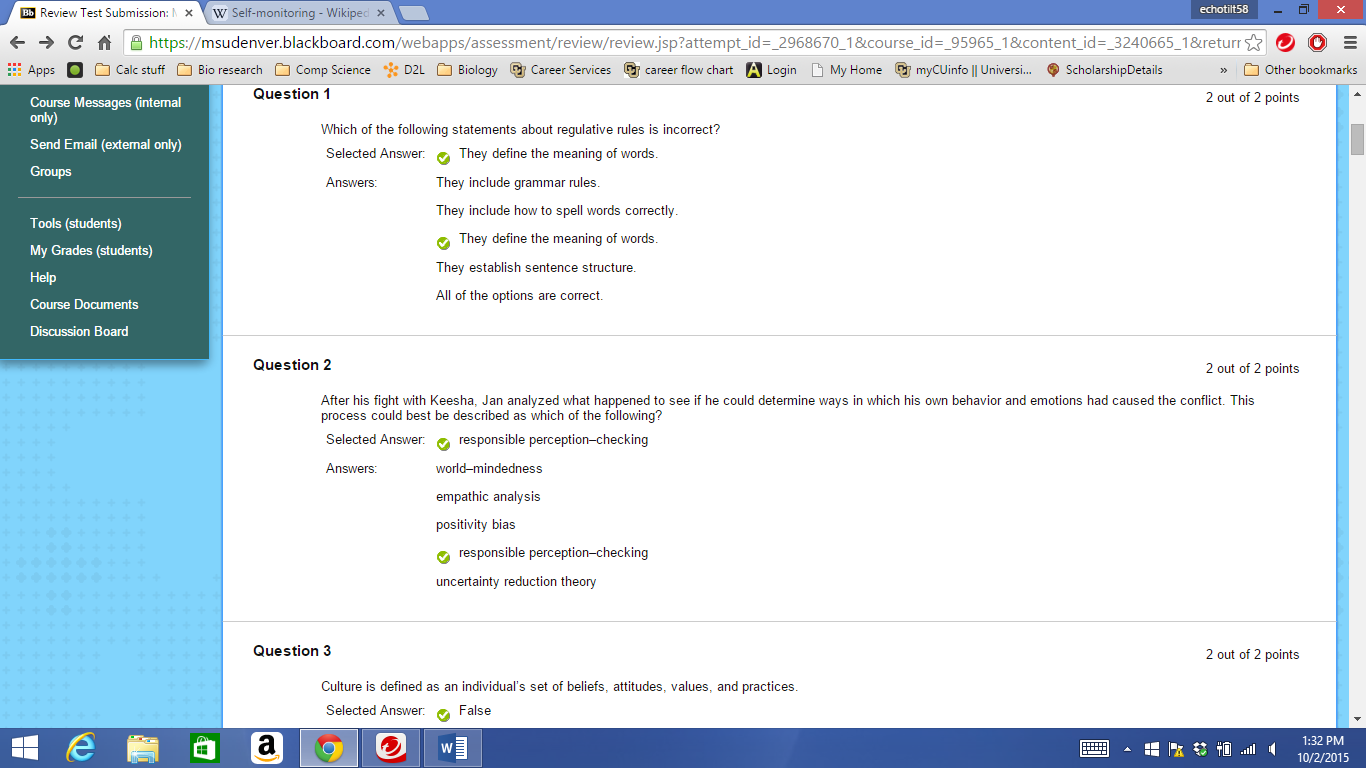 Review Test Submission: M
Self-monitoring - Wikiped
echotilt58
https://msudenver.blackboard.com/webapps/assessment/review/review.jsp?attempt_id=_2968670_1&course_id=_95965_1&content_id=_3240665_1&return
Apps Calc stuff Bio research Comp Science D2L Biology Career Services career flow chart Login My Home myCUinfo || Universi... ScholarshipDetails » Other bookmarks
Course Messages (internal
only)
Send Email (external only)
Groups
Tools (students)
My Grades (students)
Help
Course Documents
Discussion Board
Question 1
2 out of 2 points
Which of the following statements about regulative rules is incorrect?
Selected Answer: They define the meaning of words.
Answers: They include grammar rules.
They include how to spell words correctly.
They define the meaning of words.
They establish sentence structure.
All of the options are correct.
Question 2
2 out of 2 points
After his fight with Keesha, Jan analyzed what happened to see if he could determine ways in which his own behavior and emotions had caused the conflict. This
process could best be described as which of the following?
Selected Answer: responsible perception–checking
Answers: world–mindedness
empathic analysis
positivity bias
responsible perception–checking
uncertainty reduction theory
Question 3
2 out of 2 points
Culture is defined as an individual's set of beliefs, attitudes, values, and practices.
Selected Answer: False
1:32 PM
10/2/2015